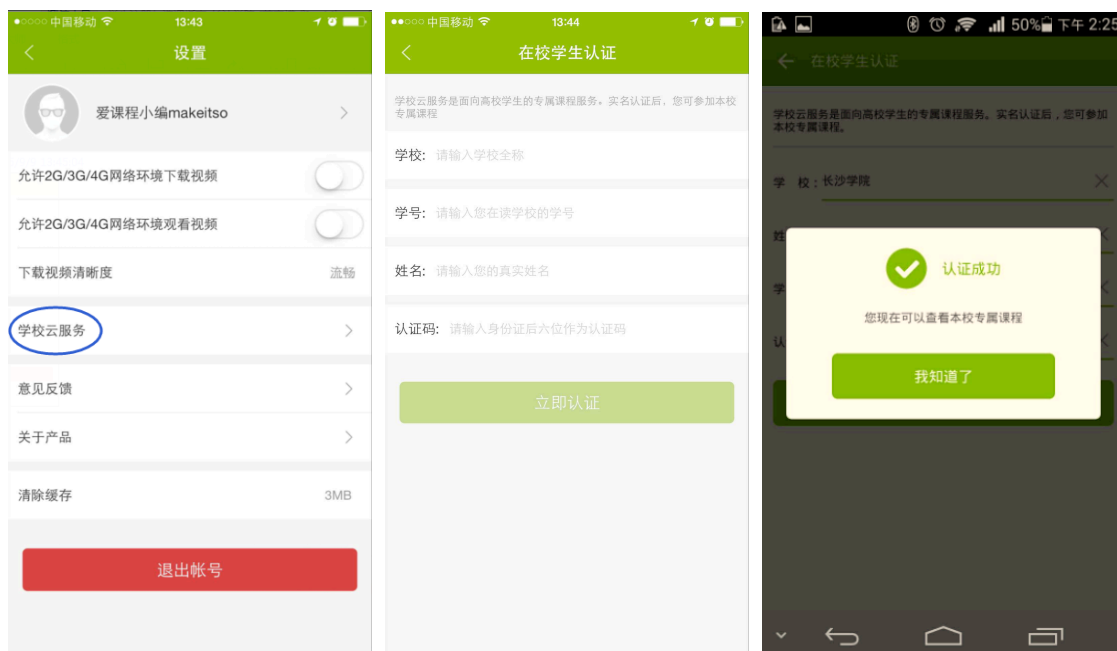 中国移动
13:43
设置
爱课程小编makeitso
允许2G/3G/4G网络环境下载视频
允许2G/3G/4G网络环境观看视频
下载视频清晰度 流畅
学校云服务
意见反馈
关于产品
清除缓存 3MB
退出帐号
中国移动
13:44
在校学生认证
学校云服务是面向高校学生的专属课程服务。实名认证后，您可参加本校
专属课程
学校: 请输入学校全称
学号: 请输入您在读学校的学号
姓名: 请输入您的真实姓名
认证码: 请输入身份证后六位作为认证码
立即认证
50% 下午 2:25
在校学生认证
学校云服务是面向高校学生的专属课程服务。实名认证后，您可参加
本校专属课程。
学 校：长沙学院
姓
学
认
认证成功
您现在可以查看本校专属课程
我知道了